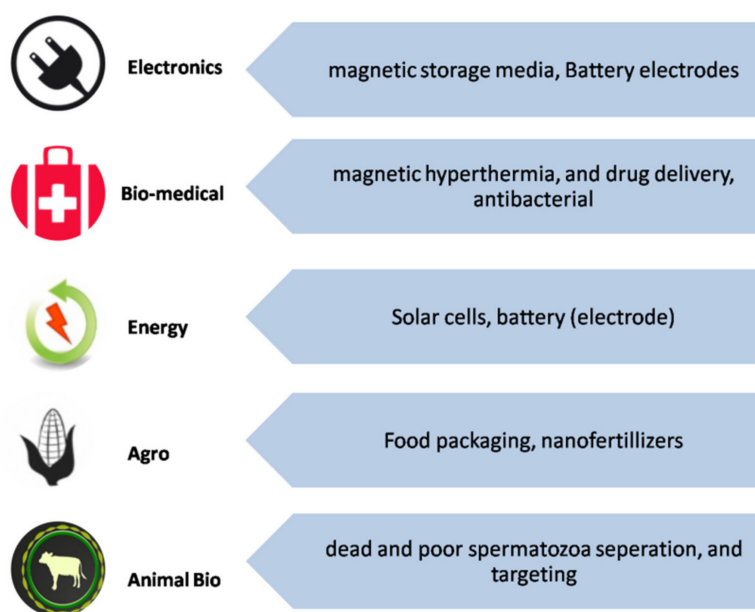 Electronics
magnetic storage media, Battery electrodes
Bio-medical
magnetic hyperthermia, and drug delivery,
antibacterial
Energy
Solar cells, battery (electrode)
Agro
Food packaging, nanofertillizers
Animal Bio
dead and poor spermatozoa seperation, and
targeting